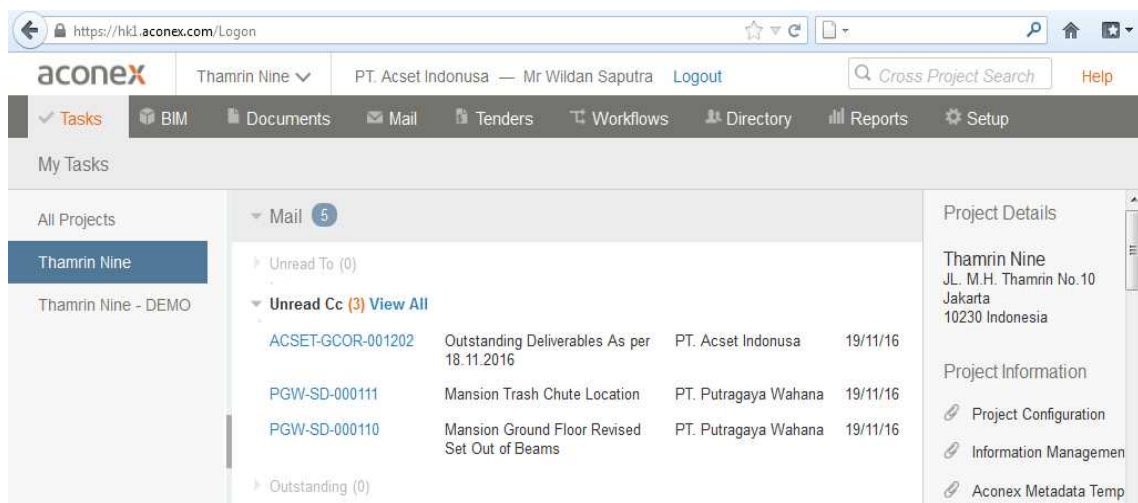 https://hk1.aconex.com/Logon
aconex Thamrin Nine PT. Acset Indonusa — Mr Wildan Saputra Logout Cross Project Search Help
Tasks BIM Documents Mail Tenders Workflows Directory Reports Setup
My Tasks
All Projects
Thamrin Nine
Thamrin Nine - DEMO
Mail 5
Unread To (0)
Unread Cc (3) View All
ACSET-GCOR-001202 Outstanding Deliverables As per PT. Acset Indonusa 19/11/16
18.11.2016
PGW-SD-000111 Mansion Trash Chute Location PT. Putragaya Wahana 19/11/16
PGW-SD-000110 Mansion Ground Floor Revised PT. Putragaya Wahana 19/11/16
Set Out of Beams
Outstanding (0)
Project Details
Thamrin Nine
JL. M.H. Thamrin No.10
Jakarta
10230 Indonesia
Project Information
Project Configuration
Information Managemen
Aconex Metadata Temp